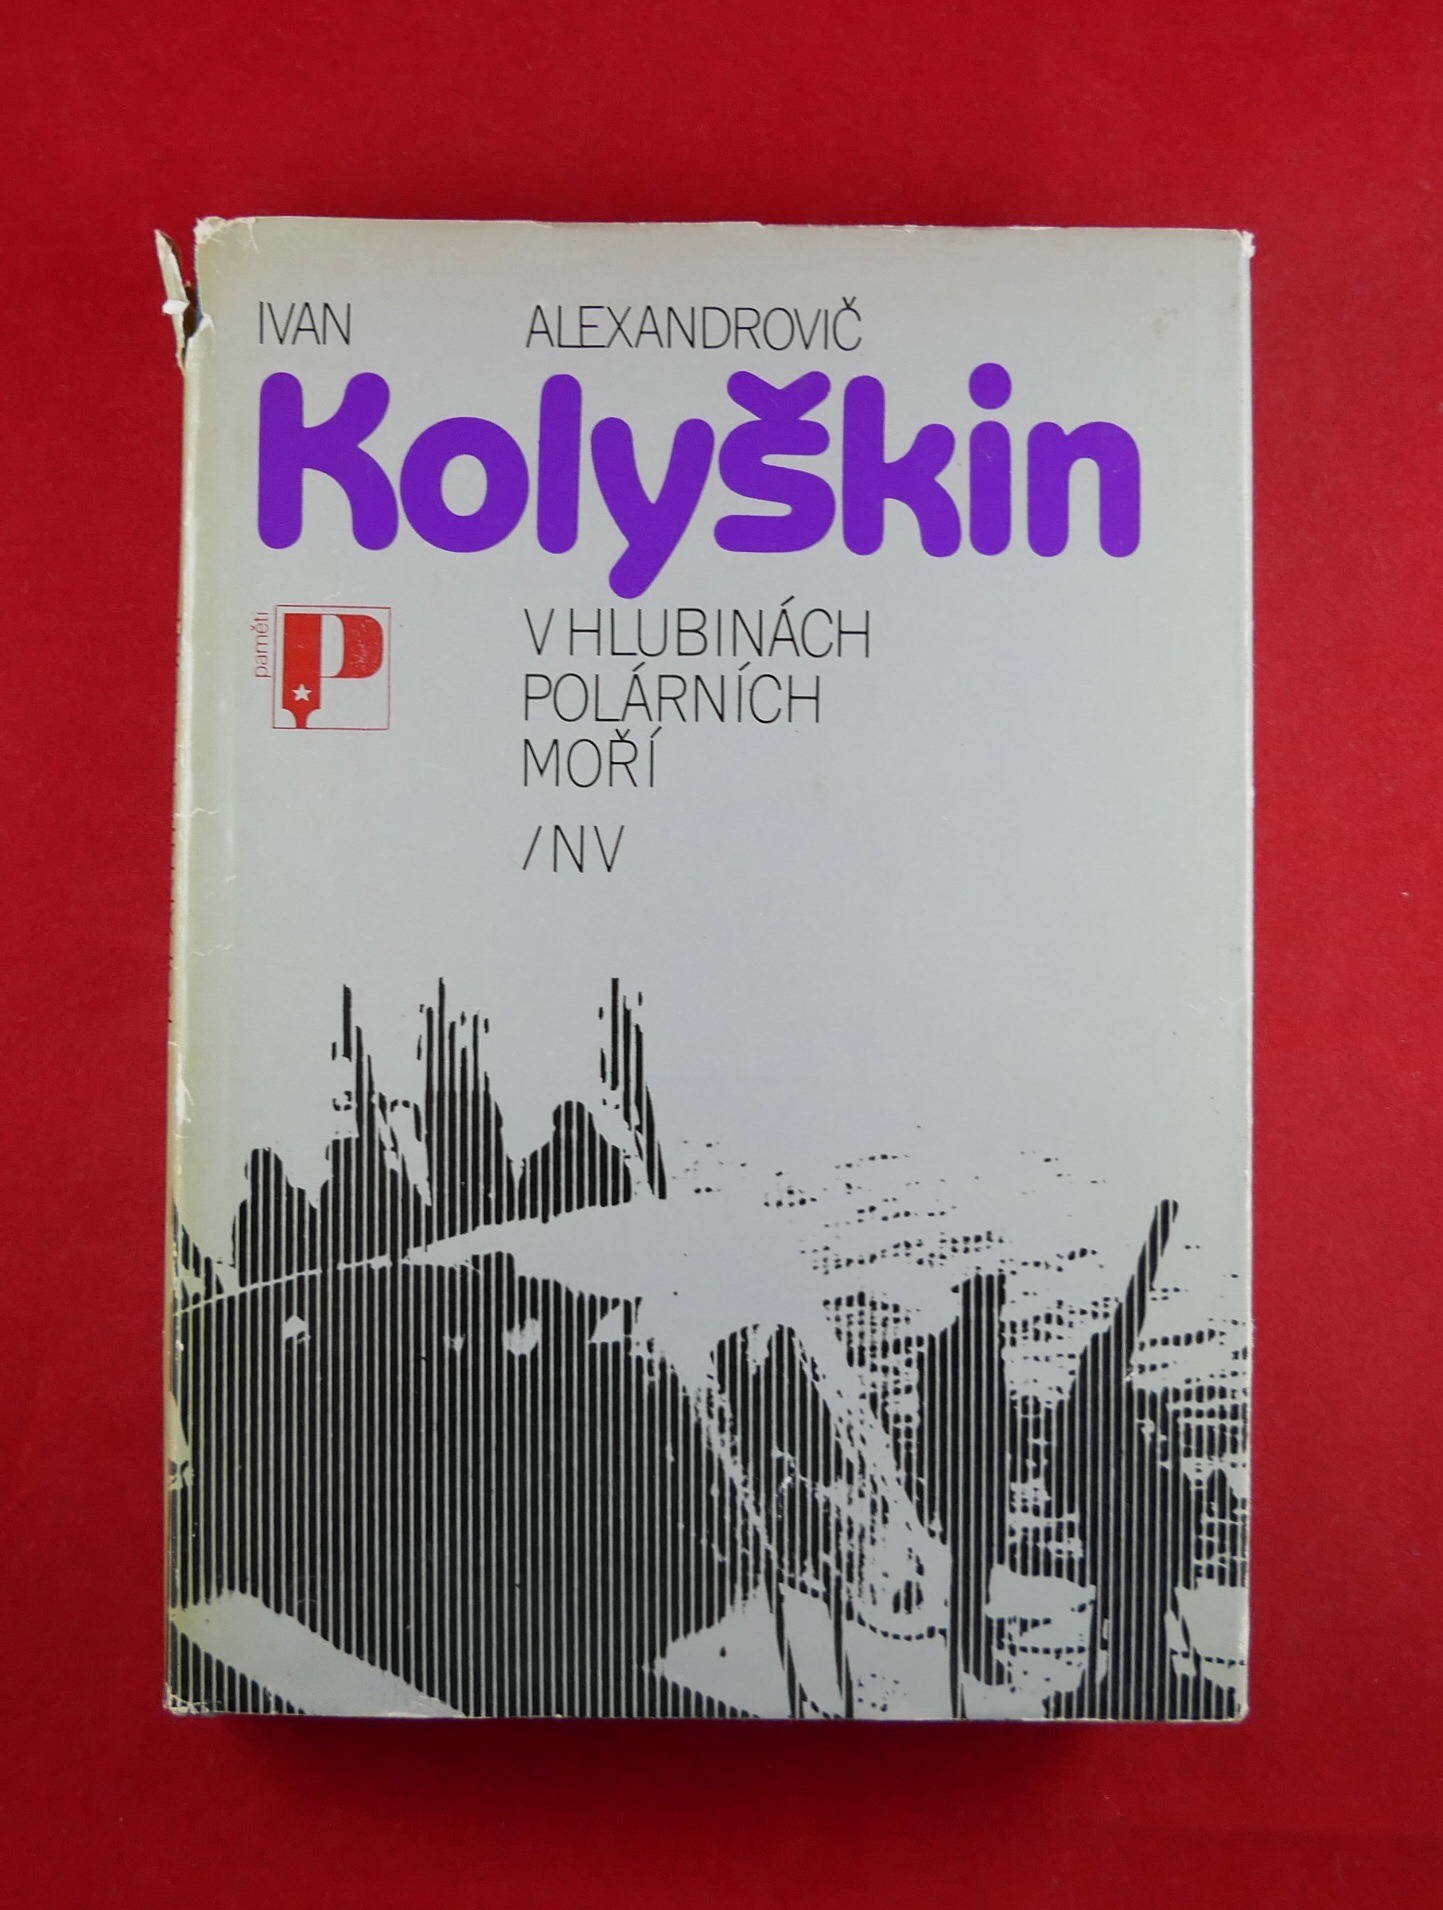 IVAN ALEXANDROVIČ
Kolyškin
paměti
P
V HLUBINÁCH
POLÁRNÍCH
MOŘÍ
/NV